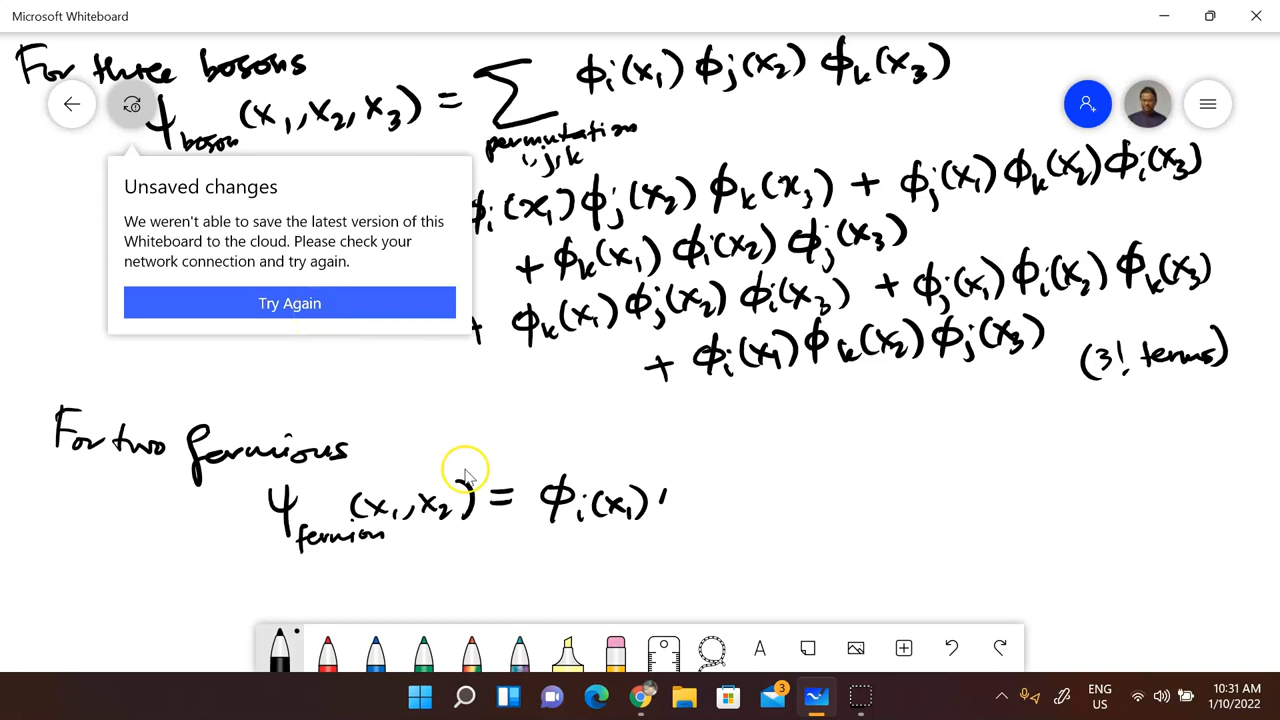 Microsoft Whiteboard
For three bosons
ψ_boson (x₁, x₂, x₃) = Σ_permutation i,j,k ϕᵢ(x₁) ϕⱼ(x₂) ϕₖ(x₃)
Unsaved changes
We weren't able to save the latest version of this
Whiteboard to the cloud. Please check your
network connection and try again.
Try Again
ϕᵢ(x₁) ϕⱼ(x₂) ϕₖ(x₃) + ϕⱼ(x₁) ϕₖ(x₂) ϕᵢ(x₃)
+ ϕₖ(x₁) ϕᵢ(x₂) ϕⱼ(x₃)
+ ϕₖ(x₁) ϕⱼ(x₂) ϕᵢ(x₃) + ϕⱼ(x₁) ϕᵢ(x₂) ϕₖ(x₃)
+ ϕᵢ(x₁) ϕₖ(x₂) ϕⱼ(x₃) (3! terms)
For two fermions
ψ_fermion (x₁, x₂) = ϕᵢ(x₁)
A
3
ENG
US
10:31 AM
1/10/2022